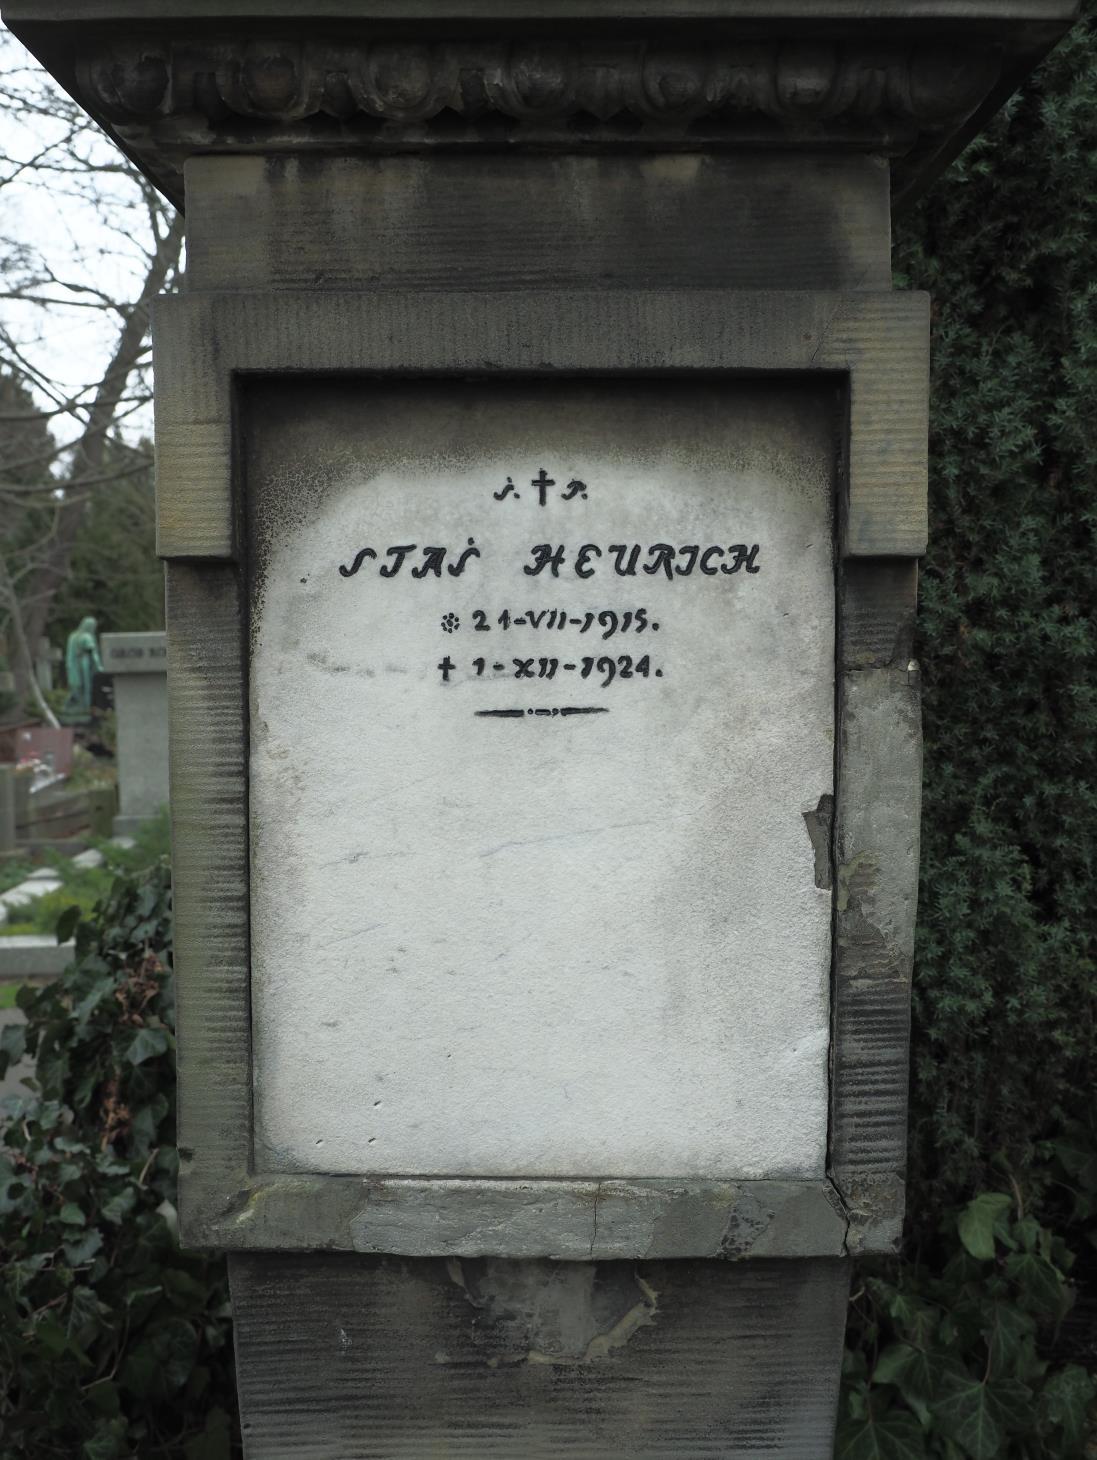 ś. † p.
STAŚ HEURICH
* 21-VII-1915.
† 1-XII-1924.